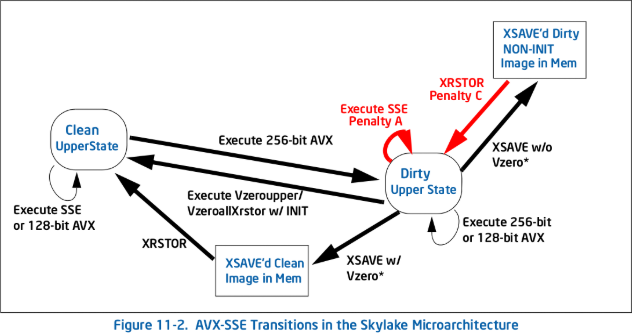 XSAVE'd Dirty
NON-INIT
Image in Mem
XRSTOR
Penalty C
Execute SSE
Penalty A
Clean
UpperState
Execute 256-bit AVX
XSAVE w/o
Vzero*
Dirty
Upper State
Execute Vzeroupper/
VzeroallXrstor w/ INIT
Execute SSE
or 128-bit AVX
Execute 256-bit
or 128-bit AVX
XRSTOR
XSAVE'd Clean
Image in Mem
XSAVE w/
Vzero*
Figure 11-2. AVX-SSE Transitions in the Skylake Microarchitecture